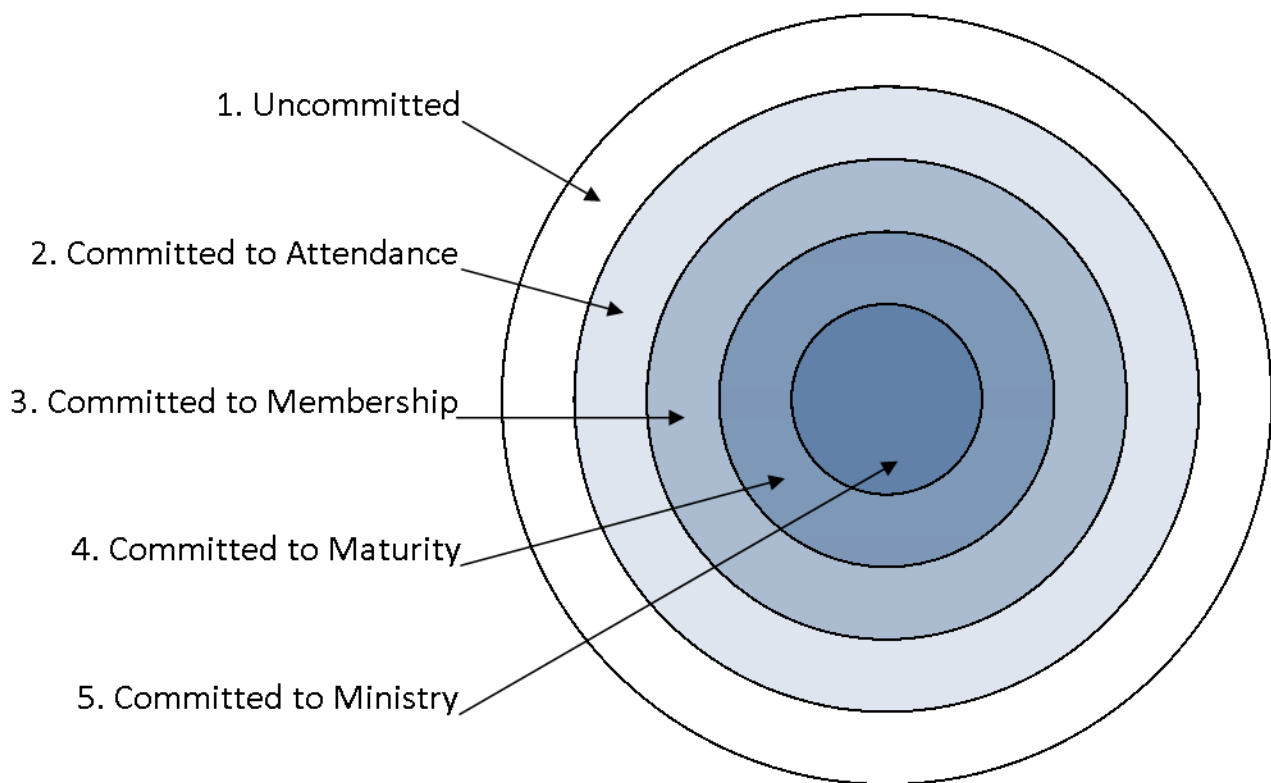 1. Uncommitted
2. Committed to Attendance
3. Committed to Membership
4. Committed to Maturity
5. Committed to Ministry